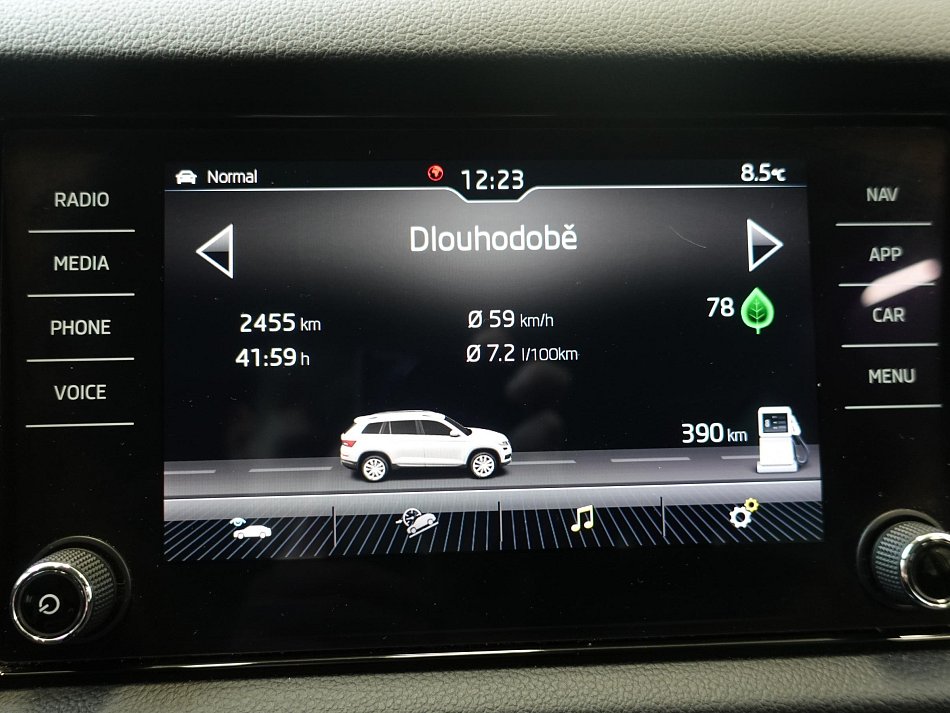 Normal
12:23
8.5°C
Dlouhodobě
2455 km
41:59 h
Ø 59 km/h
Ø 7.2 l/100km
78
390 km
RADIO
MEDIA
PHONE
VOICE
NAV
APP
CAR
MENU